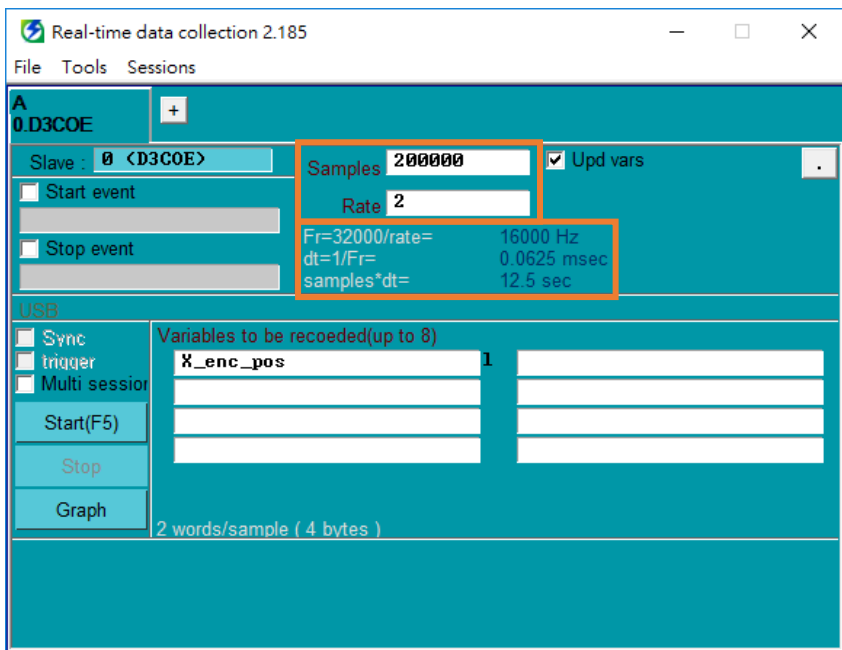 Real-time data collection 2.185
File Tools Sessions
A
0.D3COE
+
Slave : 0 (D3COE)
Samples 200000
Upd vars
.
Start event
Rate 2
Stop event
Fr=32000/rate= 16000 Hz
dt=1/Fr= 0.0625 msec
samples*dt= 12.5 sec
USB
Sync
trigger
Multi session
Variables to be recoeded(up to 8)
X_enc_pos 1
Start(F5)
Stop
Graph
2 words/sample ( 4 bytes )